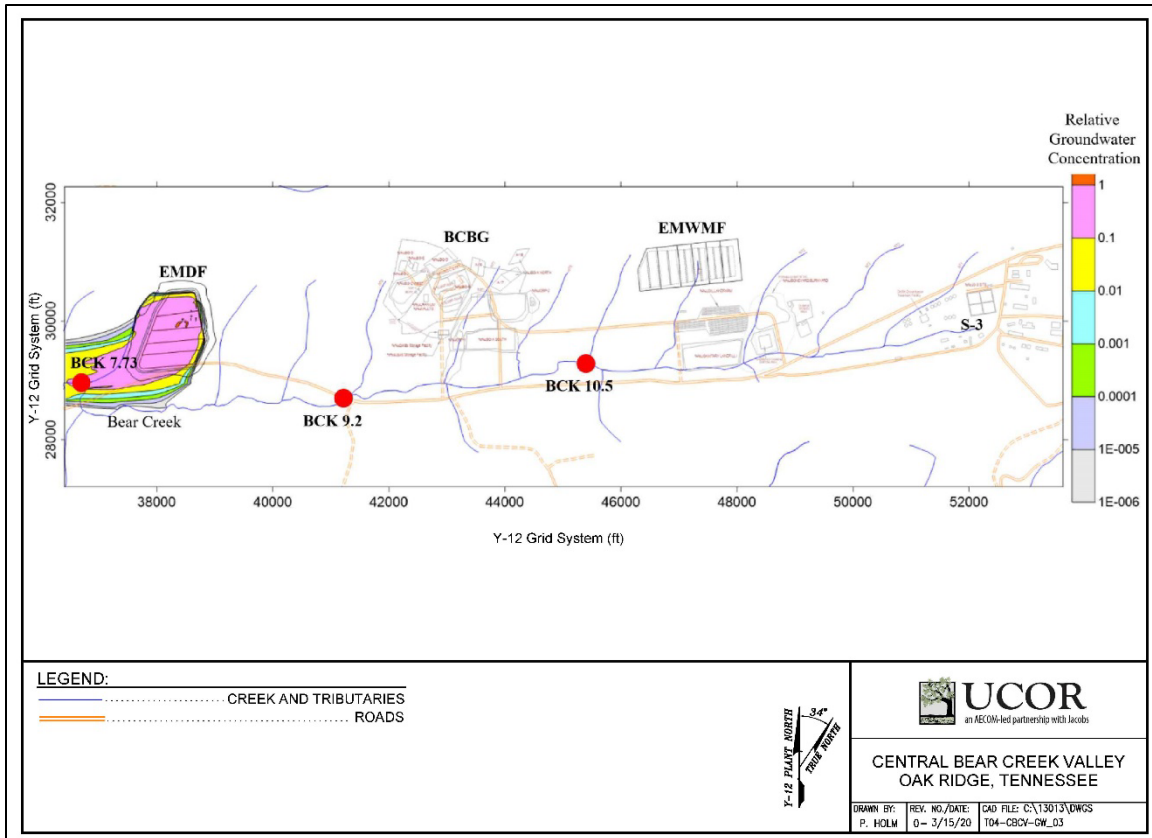 Relative
Groundwater
Concentration
1
0.1
0.01
0.001
0.0001
1E-005
1E-006
32000
30000
28000
Y-12 Grid System (ft)
EMDF
BCBG
EMWMF
S-3
BCK 7.73
BCK 9.2
BCK 10.5
Bear Creek
38000 40000 42000 44000 46000 48000 50000 52000
Y-12 Grid System (ft)
LEGEND:
CREEK AND TRIBUTARIES
ROADS
34°
Y-12 PLANT NORTH
TRUE NORTH
UCOR
an AECOM-led partnership with Jacobs
CENTRAL BEAR CREEK VALLEY
OAK RIDGE, TENNESSEE
DRAWN BY: REV. NO./DATE: CAD FILE: C:\13013\DWGS
P. HOLM 0- 3/15/20 T04-CBCV-GW_03